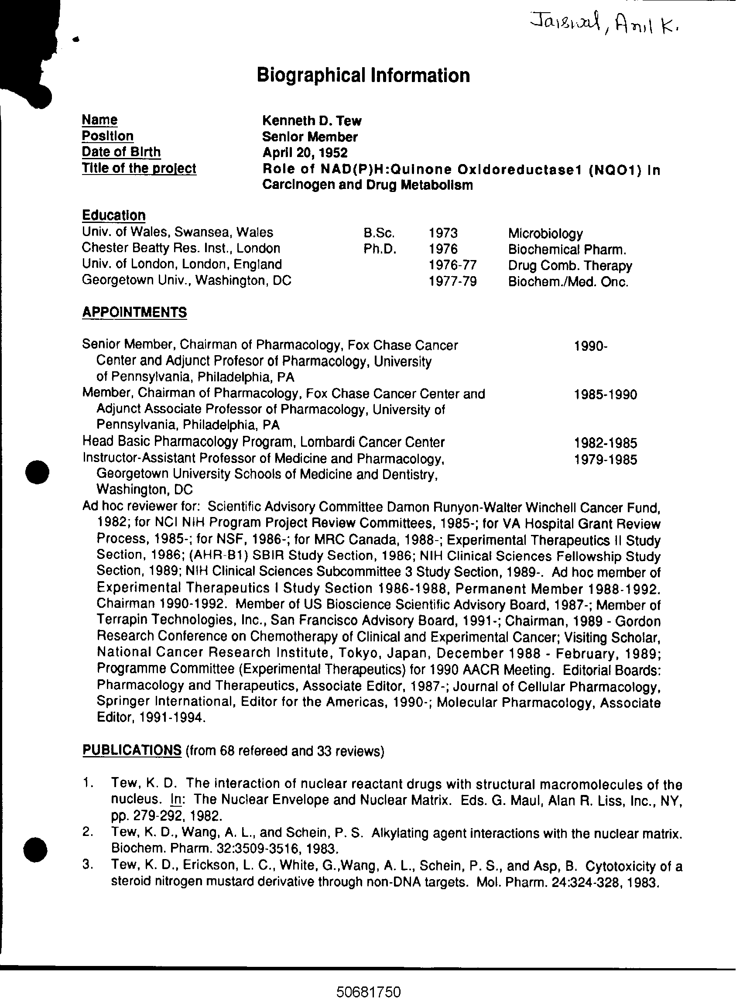 Jaiswal, Anil K.
Biographical Information
Name Kenneth D. Tew
Position Senior Member
Date of Birth April 20, 1952
Title of the project Role of NAD(P)H:Quinone Oxidoreductase1 (NQO1) in
Carcinogen and Drug Metabolism
Education
Univ. of Wales, Swansea, Wales B.Sc. 1973 Microbiology
Chester Beatty Res. Inst., London Ph.D. 1976 Biochemical Pharm.
Univ. of London, London, England 1976-77 Drug Comb. Therapy
Georgetown Univ., Washington, DC 1977-79 Biochem./Med. Onc.
APPOINTMENTS
Senior Member, Chairman of Pharmacology, Fox Chase Cancer 1990-
Center and Adjunct Profesor of Pharmacology, University
of Pennsylvania, Philadelphia, PA
Member, Chairman of Pharmacology, Fox Chase Cancer Center and 1985-1990
Adjunct Associate Professor of Pharmacology, University of
Pennsylvania, Philadelphia, PA
Head Basic Pharmacology Program, Lombardi Cancer Center 1982-1985
Instructor-Assistant Professor of Medicine and Pharmacology, 1979-1985
Georgetown University Schools of Medicine and Dentistry,
Washington, DC
Ad hoc reviewer for: Scientific Advisory Committee Damon Runyon-Walter Winchell Cancer Fund,
1982; for NCI NIH Program Project Review Committees, 1985-; for VA Hospital Grant Review
Process, 1985-; for NSF, 1986-; for MRC Canada, 1988-; Experimental Therapeutics II Study
Section, 1986; (AHR-B1) SBIR Study Section, 1986; NIH Clinical Sciences Fellowship Study
Section, 1989; NIH Clinical Sciences Subcommittee 3 Study Section, 1989-. Ad hoc member of
Experimental Therapeutics I Study Section 1986-1988, Permanent Member 1988-1992.
Chairman 1990-1992. Member of US Bioscience Scientific Advisory Board, 1987-; Member of
Terrapin Technologies, Inc., San Francisco Advisory Board, 1991-; Chairman, 1989 - Gordon
Research Conference on Chemotherapy of Clinical and Experimental Cancer; Visiting Scholar,
National Cancer Research Institute, Tokyo, Japan, December 1988 - February, 1989;
Programme Committee (Experimental Therapeutics) for 1990 AACR Meeting. Editorial Boards:
Pharmacology and Therapeutics, Associate Editor, 1987-; Journal of Cellular Pharmacology,
Springer International, Editor for the Americas, 1990-; Molecular Pharmacology, Associate
Editor, 1991-1994.
PUBLICATIONS (from 68 refereed and 33 reviews)
1. Tew, K. D. The interaction of nuclear reactant drugs with structural macromolecules of the
nucleus. In: The Nuclear Envelope and Nuclear Matrix. Eds. G. Maul, Alan R. Liss, Inc., NY,
pp. 279-292, 1982.
2. Tew, K. D., Wang, A. L., and Schein, P. S. Alkylating agent interactions with the nuclear matrix.
Biochem. Pharm. 32:3509-3516, 1983.
3. Tew, K. D., Erickson, L. C., White, G.,Wang, A. L., Schein, P. S., and Asp, B. Cytotoxicity of a
steroid nitrogen mustard derivative through non-DNA targets. Mol. Pharm. 24:324-328, 1983.
50681750